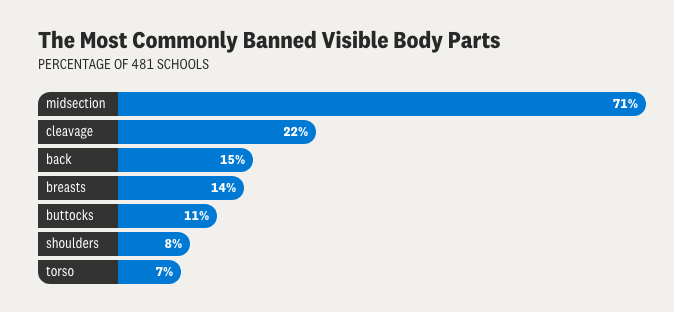 The Most Commonly Banned Visible Body Parts
PERCENTAGE OF 481 SCHOOLS
midsection 71%
cleavage 22%
back 15%
breasts 14%
buttocks 11%
shoulders 8%
torso 7%